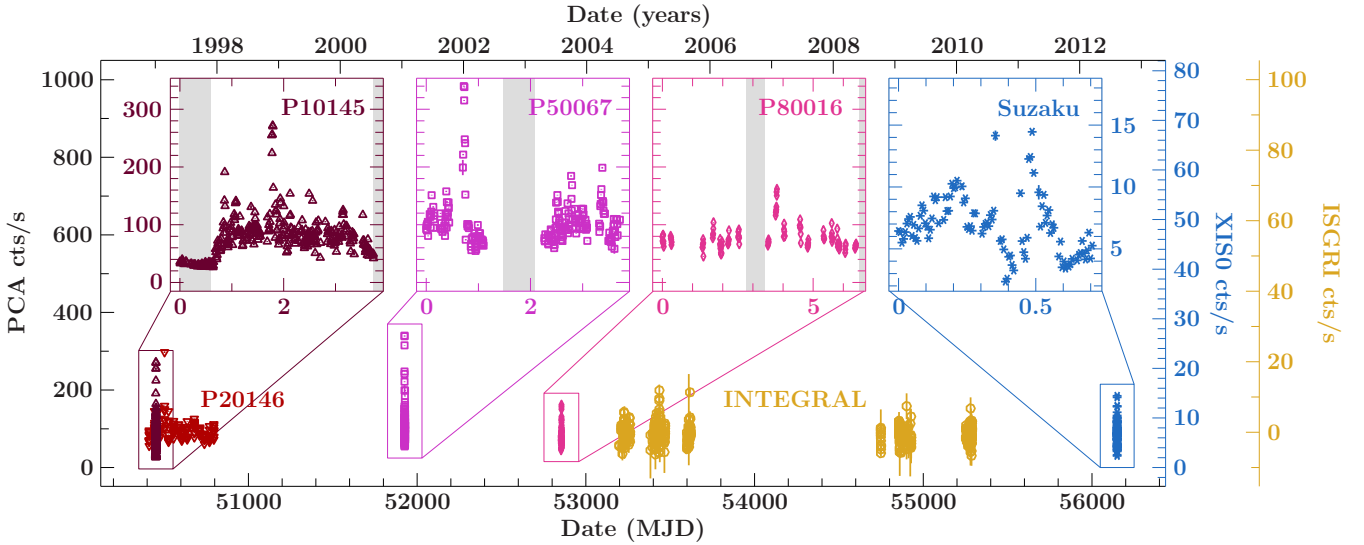 Date (years)
1998 2000 2002 2004 2006 2008 2010 2012
PCA cts/s
1000
800
600
400
200
0
P10145
300
200
100
0
0 2
P50067
0 2
P80016
0 5
Suzaku
15
10
5
0 0.5
80
70
60
50
40
30
20
10
0
XIS0 cts/s
100
80
60
40
20
0
ISGRI cts/s
P20146
INTEGRAL
51000 52000 53000 54000 55000 56000
Date (MJD)